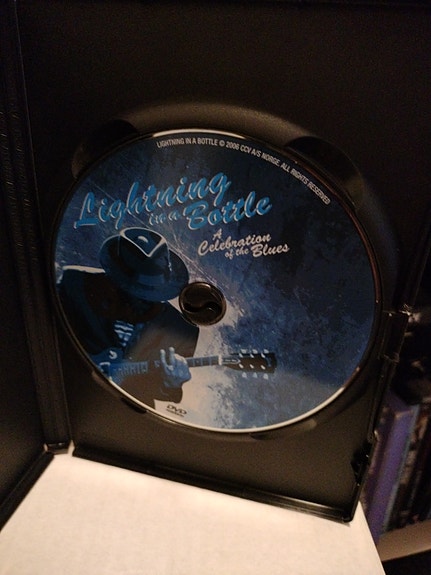 LIGHTNING IN A BOTTLE © 2006 CCV A/S NORGE. ALL RIGHTS RESERVED
Lightning
in a Bottle
A
Celebration
of the Blues
DVD